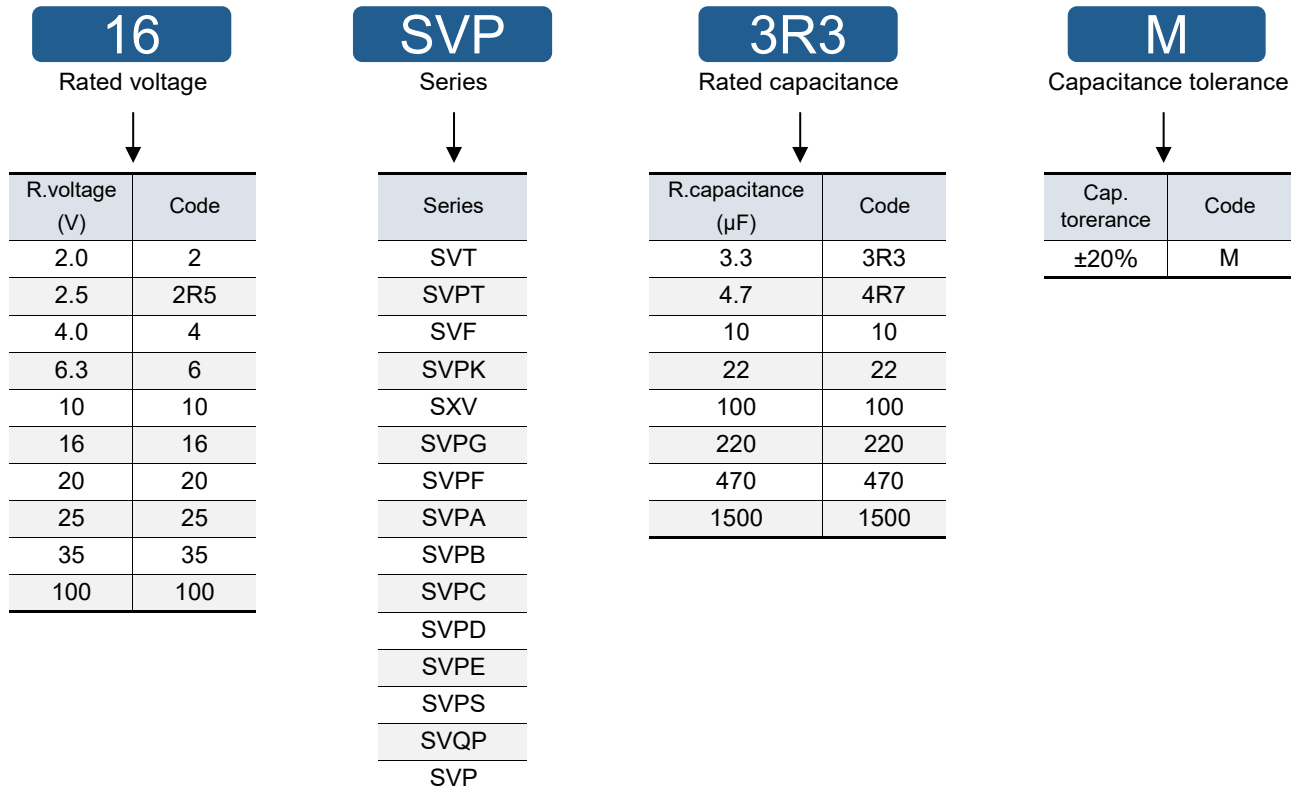 16 SVP 3R3 M
Rated voltage Series Rated capacitance Capacitance tolerance
R.voltage
(V) Code
2.0 2
2.5 2R5
4.0 4
6.3 6
10 10
16 16
20 20
25 25
35 35
100 100
Series
SVT
SVPT
SVF
SVPK
SXV
SVPG
SVPF
SVPA
SVPB
SVPC
SVPD
SVPE
SVPS
SVQP
SVP
R.capacitance
(μF) Code
3.3 3R3
4.7 4R7
10 10
22 22
100 100
220 220
470 470
1500 1500
Cap.
torerance Code
±20% M